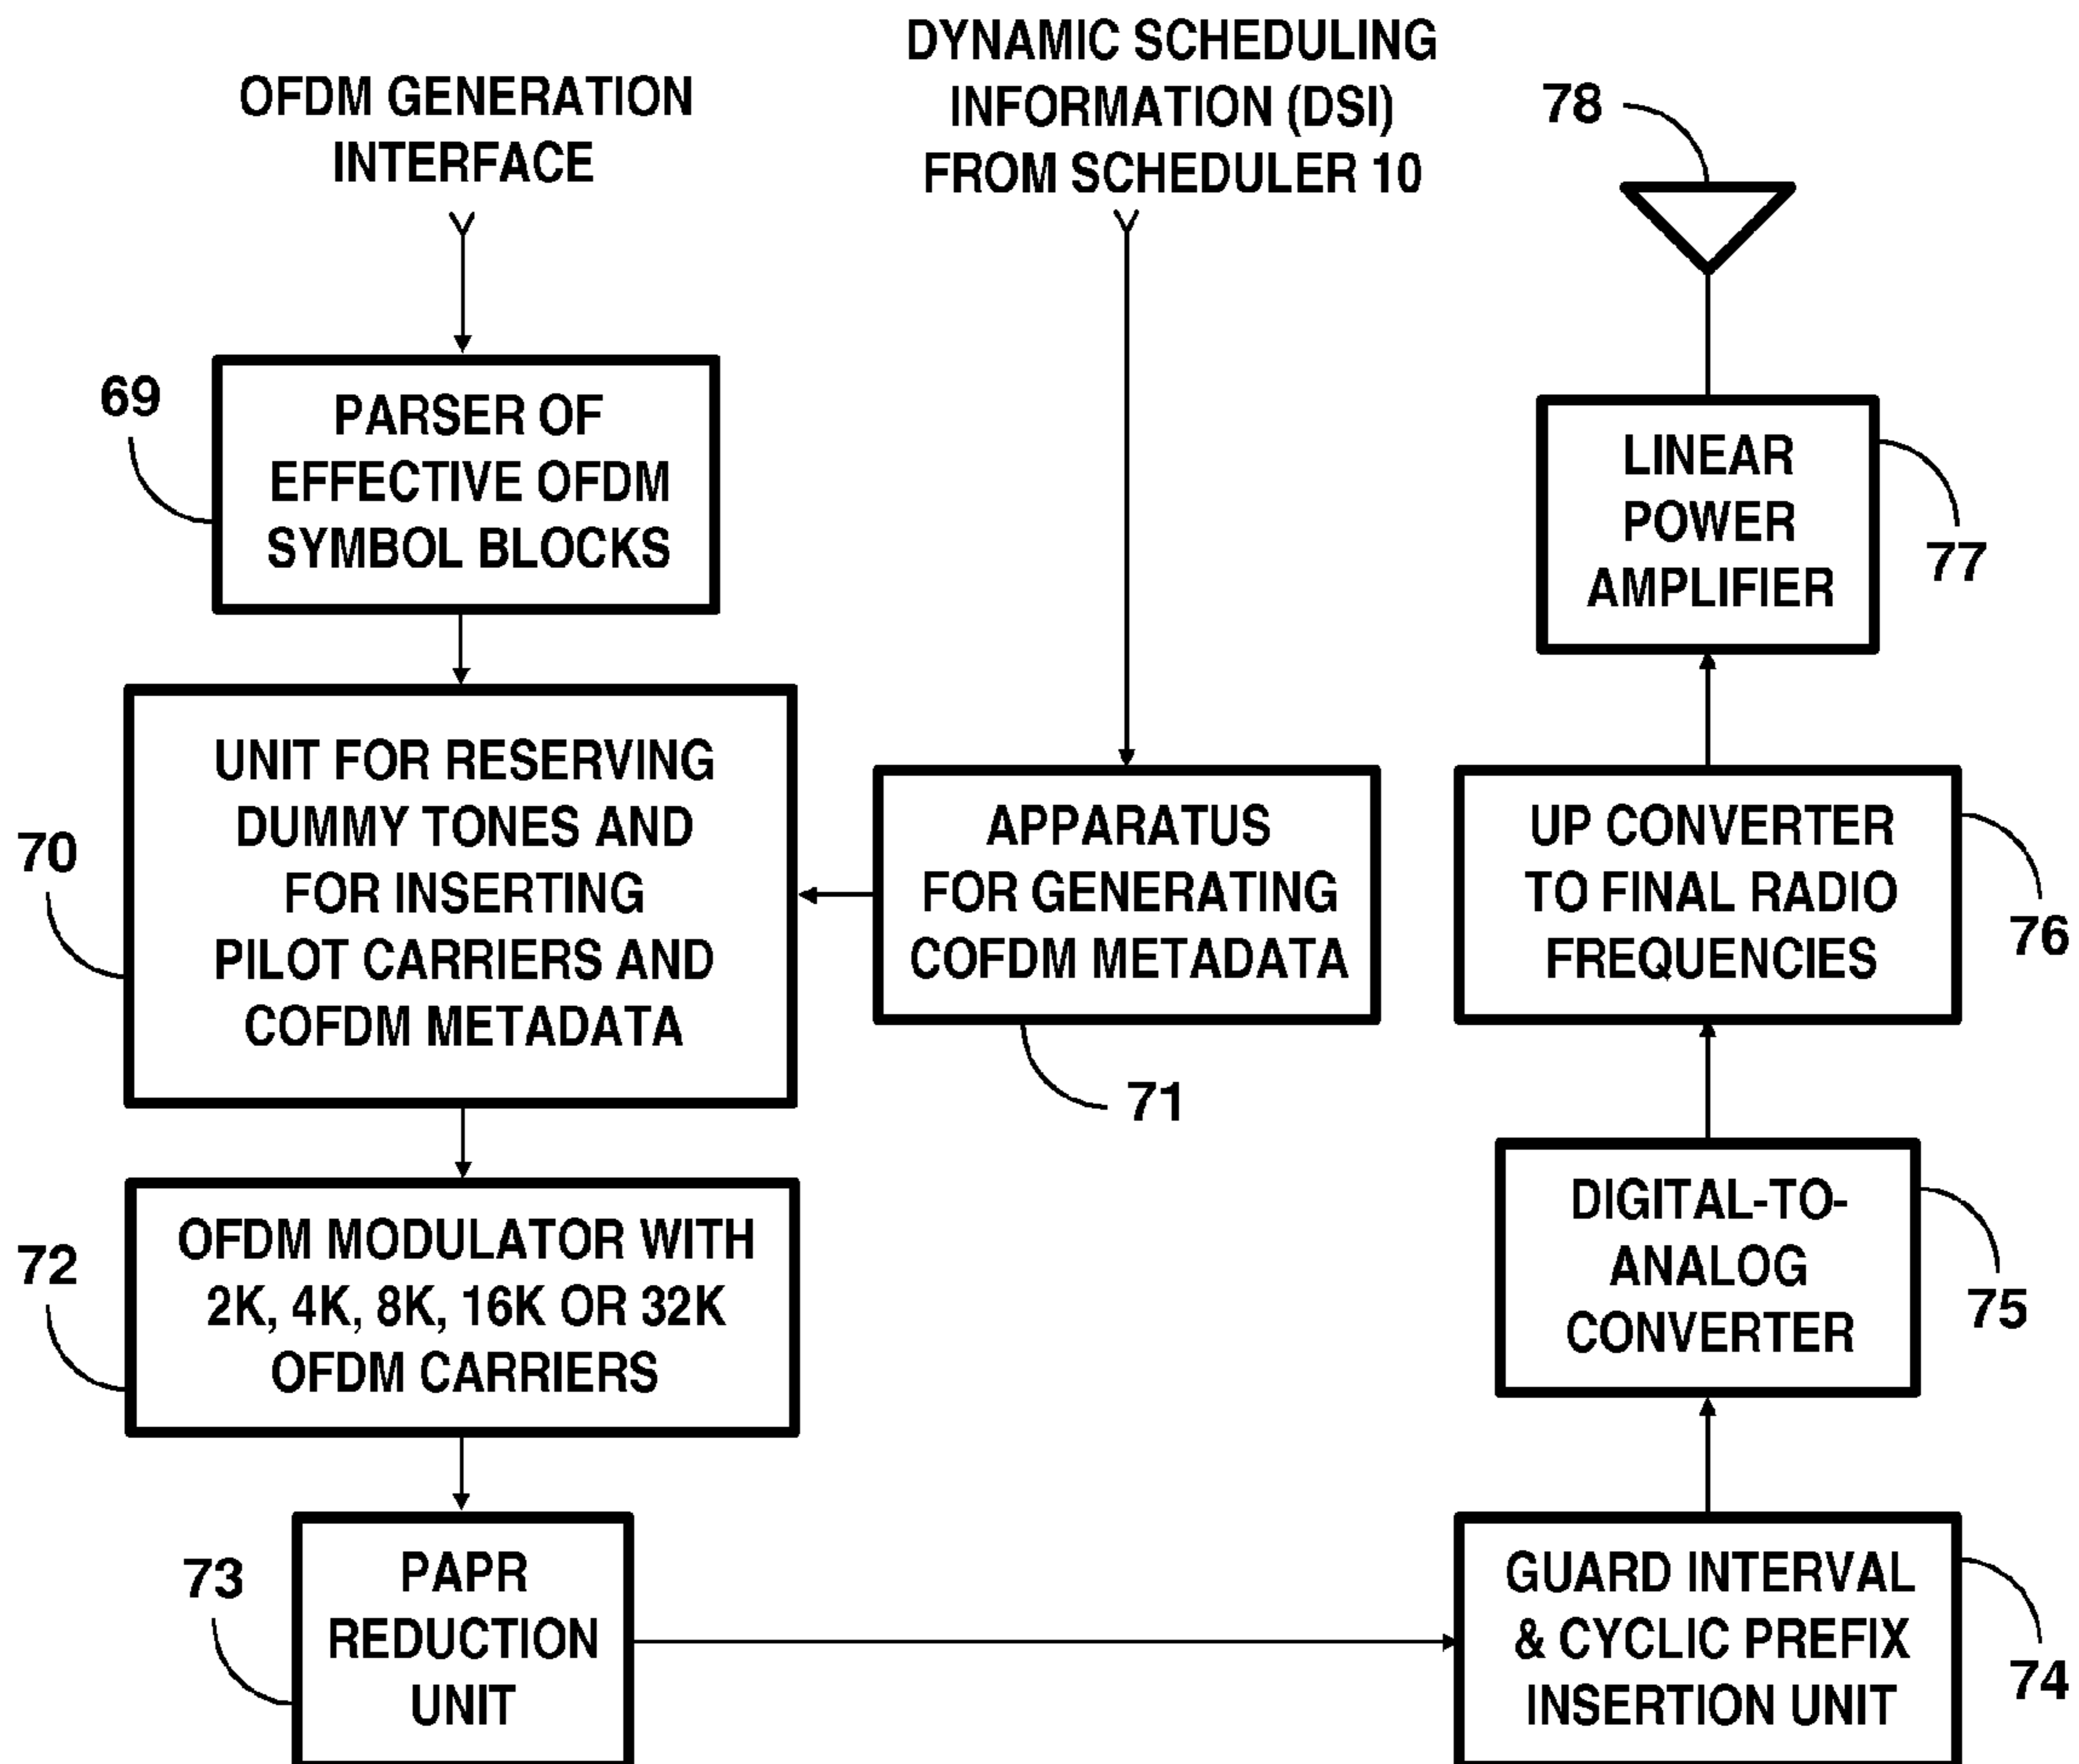 OFDM GENERATION
INTERFACE
DYNAMIC SCHEDULING
INFORMATION (DSI)
FROM SCHEDULER 10
78
69
PARSER OF
EFFECTIVE OFDM
SYMBOL BLOCKS
LINEAR
POWER
AMPLIFIER
77
70
UNIT FOR RESERVING
DUMMY TONES AND
FOR INSERTING
PILOT CARRIERS AND
COFDM METADATA
APPARATUS
FOR GENERATING
COFDM METADATA
71
UP CONVERTER
TO FINAL RADIO
FREQUENCIES
76
72
OFDM MODULATOR WITH
2K, 4K, 8K, 16K OR 32K
OFDM CARRIERS
DIGITAL-TO-
ANALOG
CONVERTER
75
73
PAPR
REDUCTION
UNIT
GUARD INTERVAL
& CYCLIC PREFIX
INSERTION UNIT
74